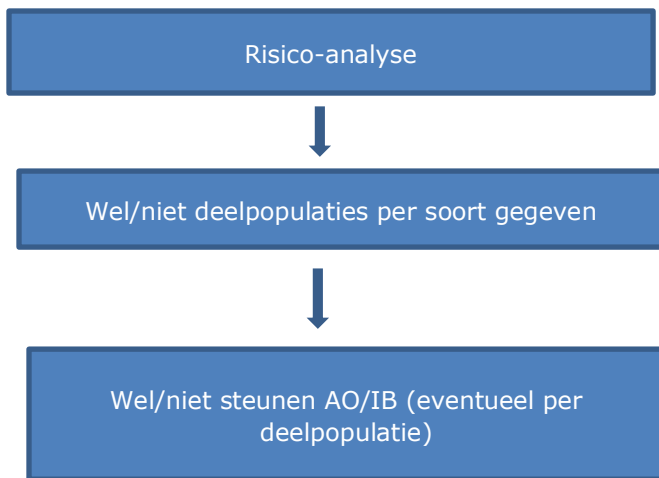 Risico-analyse
Wel/niet deelpopulaties per soort gegeven
Wel/niet steunen AO/IB (eventueel per
deelpopulatie)